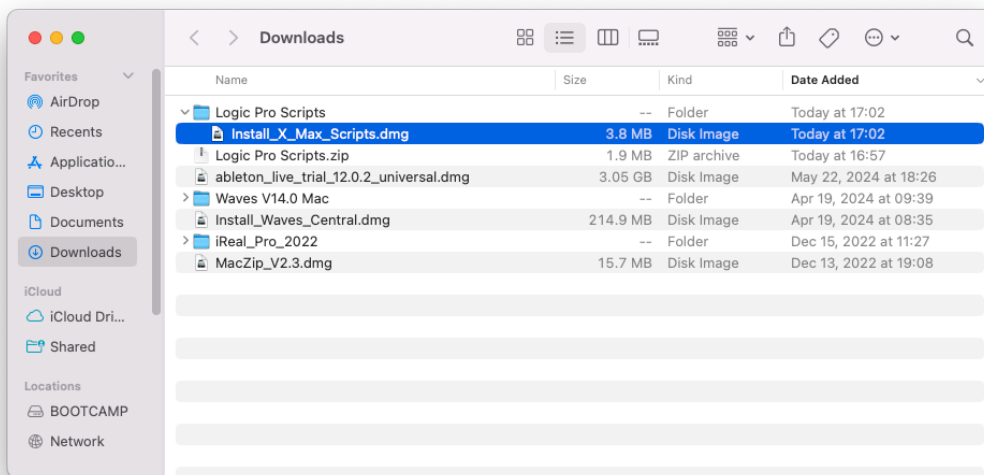 Downloads
Favorites
AirDrop
Recents
Applicatio...
Desktop
Documents
Downloads
iCloud
iCloud Dri...
Shared
Locations
BOOTCAMP
Network
Name Size Kind Date Added
Logic Pro Scripts -- Folder Today at 17:02
Install_X_Max_Scripts.dmg 3.8 MB Disk Image Today at 17:02
Logic Pro Scripts.zip 1.9 MB ZIP archive Today at 16:57
ableton_live_trial_12.0.2_universal.dmg 3.05 GB Disk Image May 22, 2024 at 18:26
Waves V14.0 Mac -- Folder Apr 19, 2024 at 09:39
Install_Waves_Central.dmg 214.9 MB Disk Image Apr 19, 2024 at 08:35
iReal_Pro_2022 -- Folder Dec 15, 2022 at 11:27
MacZip_V2.3.dmg 15.7 MB Disk Image Dec 13, 2022 at 19:08